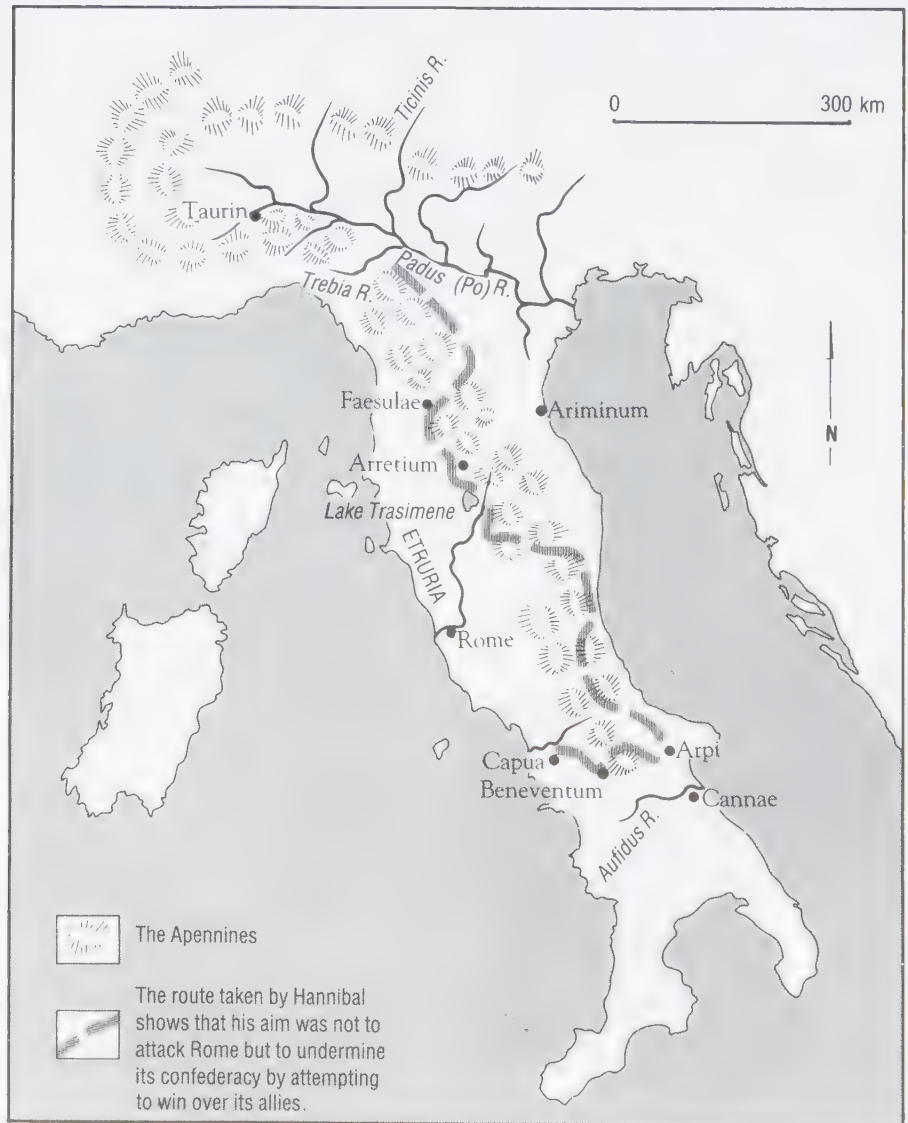 Ticinis R.
0 300 km
Taurin
Trebia R.
Padus (Po) R.
Faesulae
Ariminum
N
Arretium
Lake Trasimene
ETRURIA
Rome
Capua
Arpi
Beneventum
Cannae
Aufidus R.
The Apennines
The route taken by Hannibal
shows that his aim was not to
attack Rome but to undermine
its confederacy by attempting
to win over its allies.